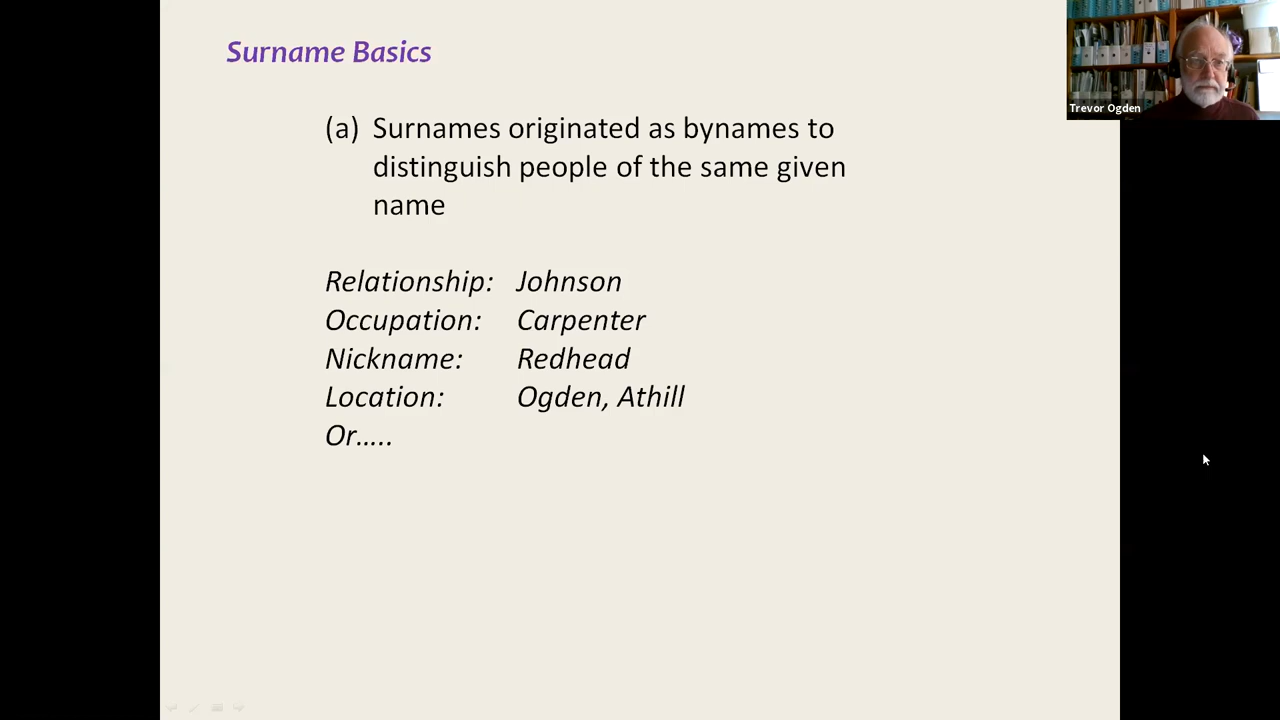 Surname Basics
Trevor Ogden
(a) Surnames originated as bynames to
distinguish people of the same given
name
Relationship: Johnson
Occupation: Carpenter
Nickname: Redhead
Location: Ogden, Athill
Or.....